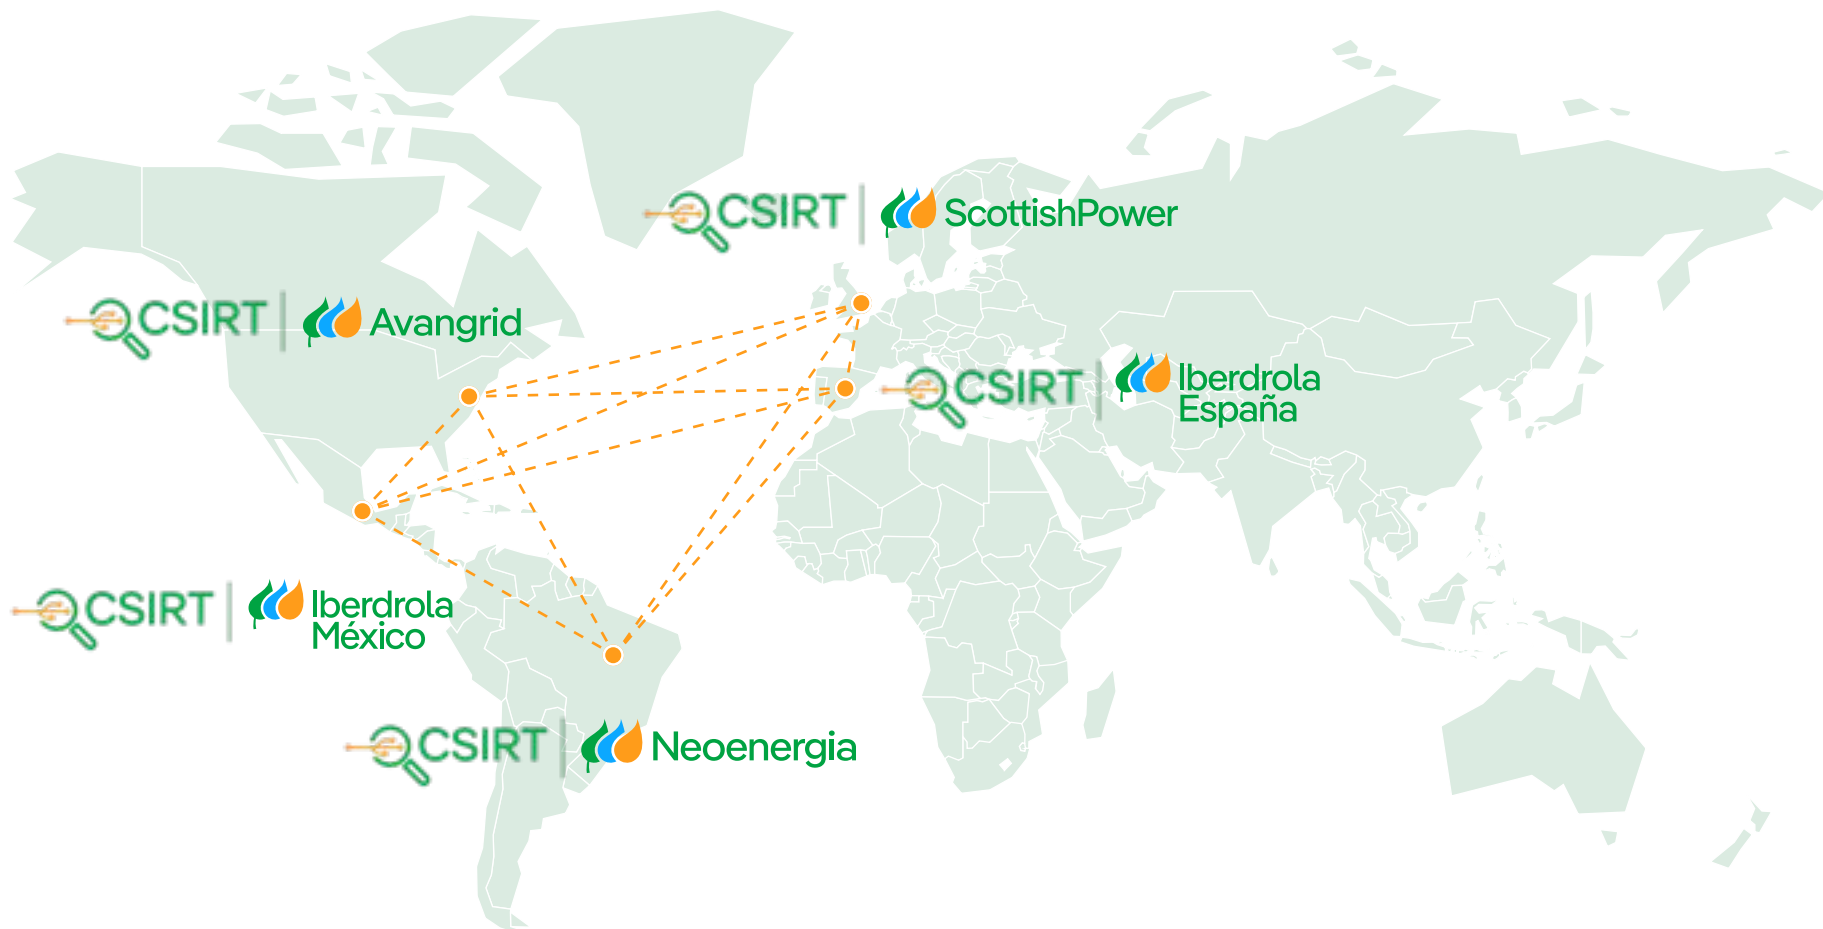 CSIRT ScottishPower
CSIRT Avangrid
CSIRT Iberdrola
España
CSIRT Iberdrola
México
CSIRT Neoenergia